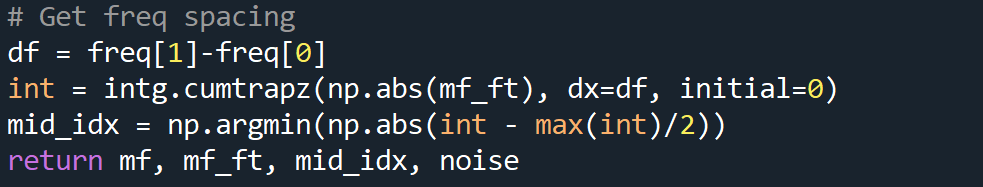 # Get freq spacing
df = freq[1]-freq[0]
int = intg.cumtrapz(np.abs(mf_ft), dx=df, initial=0)
mid_idx = np.argmin(np.abs(int - max(int)/2))
return mf, mf_ft, mid_idx, noise